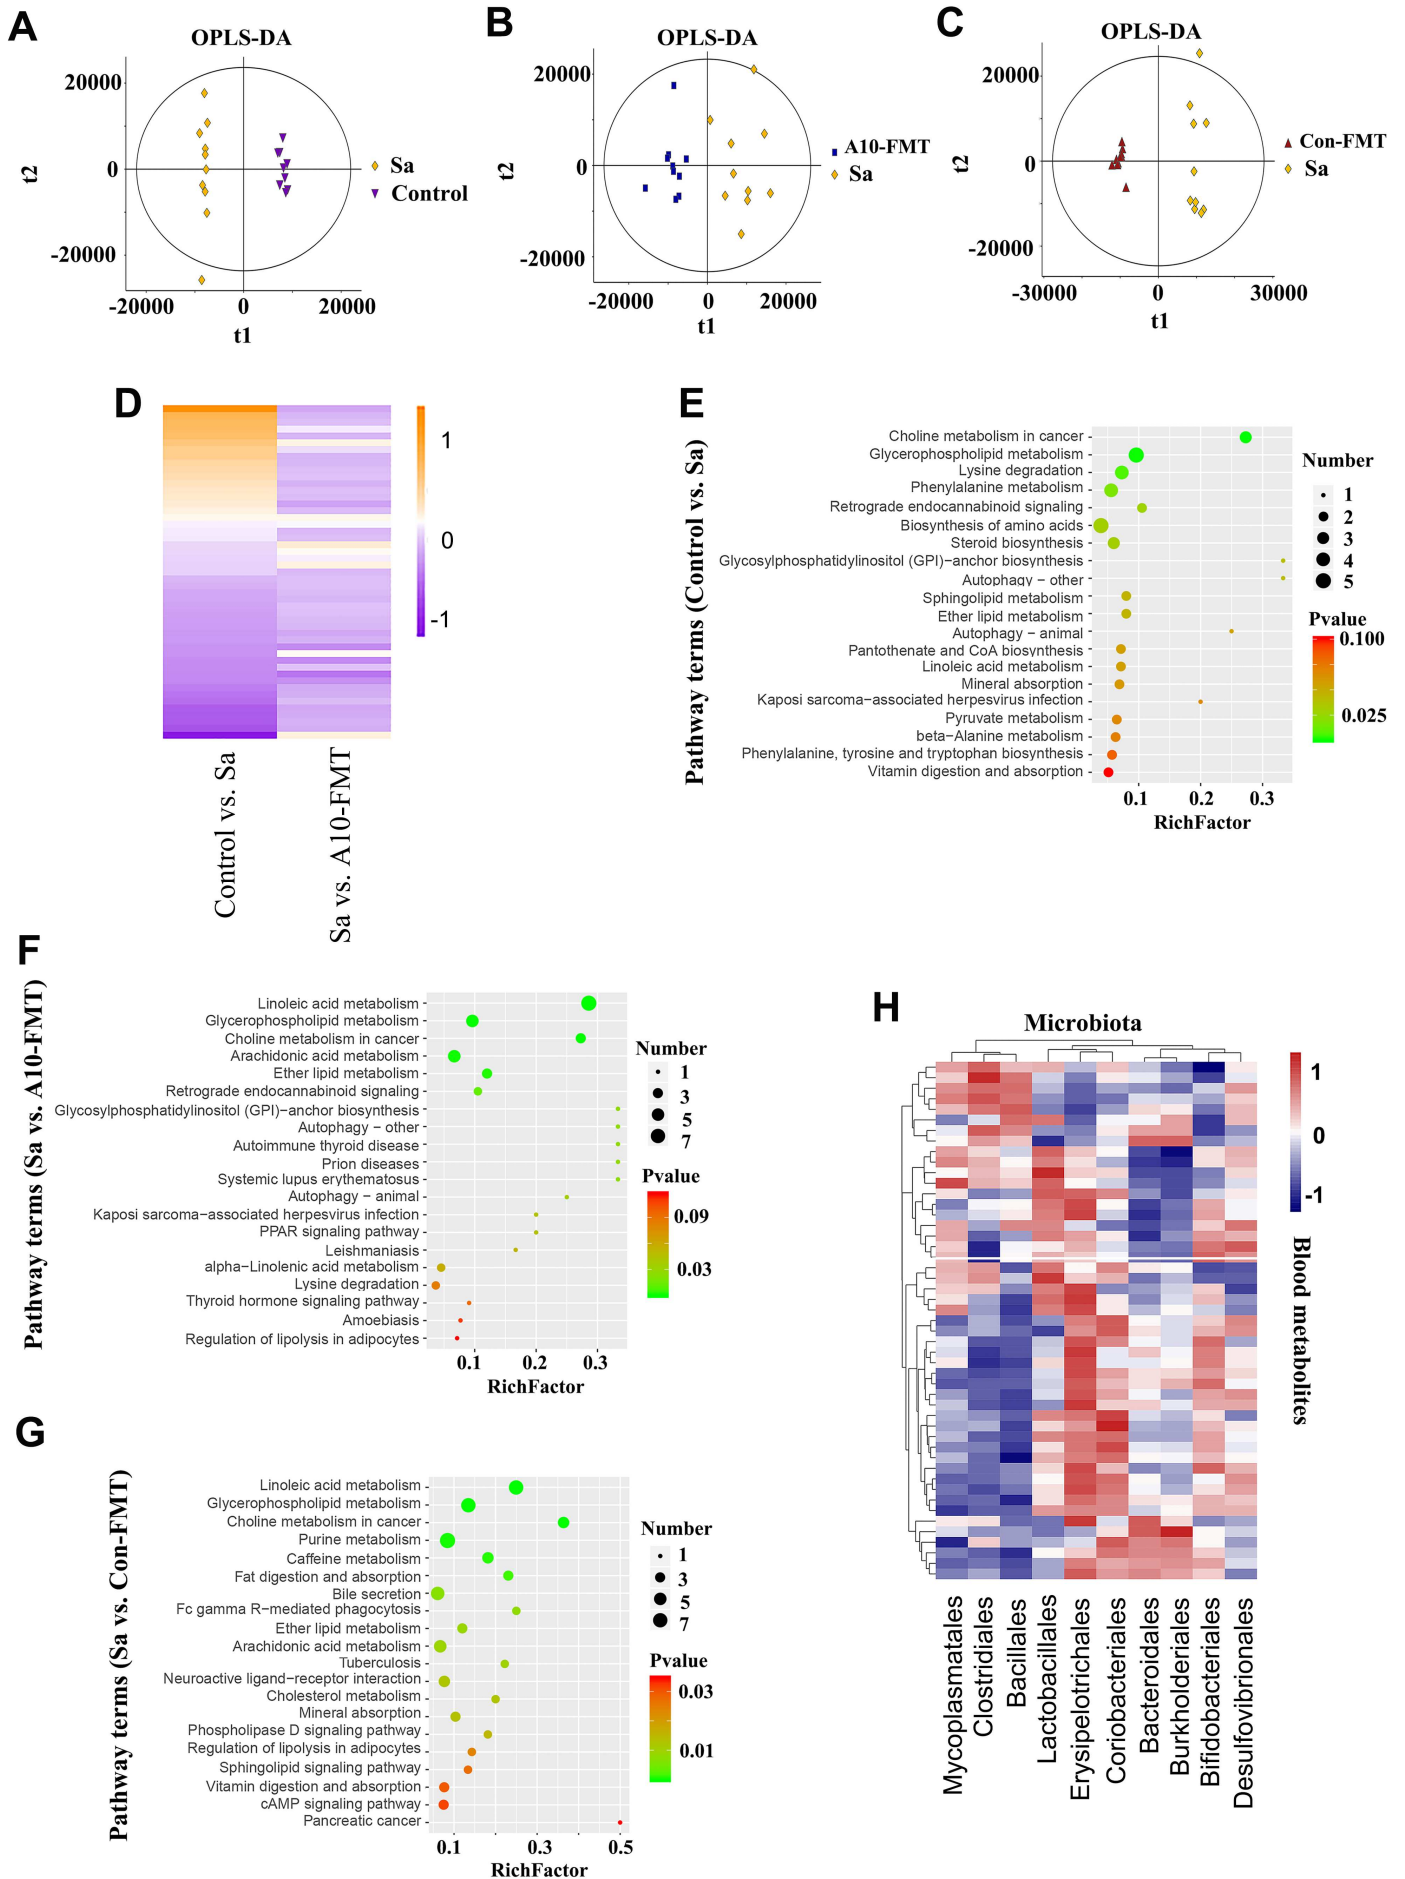 A
OPLS-DA
20000
0
-20000
t2
-20000
0
20000
t1
Sa
Control
B
OPLS-DA
20000
0
-20000
t2
-20000
0
20000
t1
A10-FMT
Sa
C
OPLS-DA
20000
0
-20000
t2
-30000
0
30000
t1
Con-FMT
Sa
D
1
0
-1
Control vs. Sa
Sa vs. A10-FMT
E
Pathway terms (Control vs. Sa)
Choline metabolism in cancer
Glycerophospholipid metabolism
Lysine degradation
Phenylalanine metabolism
Retrograde endocannabinoid signaling
Biosynthesis of amino acids
Steroid biosynthesis
Glycosylphosphatidylinositol (GPI)−anchor biosynthesis
Autophagy − other
Sphingolipid metabolism
Ether lipid metabolism
Autophagy − animal
Pantothenate and CoA biosynthesis
Linoleic acid metabolism
Mineral absorption
Kaposi sarcoma−associated herpesvirus infection
Pyruvate metabolism
beta−Alanine metabolism
Phenylalanine, tyrosine and tryptophan biosynthesis
Vitamin digestion and absorption
0.1
0.2
0.3
RichFactor
Number
1
2
3
4
5
Pvalue
0.100
0.025
F
Pathway terms (Sa vs. A10-FMT)
Linoleic acid metabolism
Glycerophospholipid metabolism
Choline metabolism in cancer
Arachidonic acid metabolism
Ether lipid metabolism
Retrograde endocannabinoid signaling
Glycosylphosphatidylinositol (GPI)−anchor biosynthesis
Autophagy − other
Autoimmune thyroid disease
Prion diseases
Systemic lupus erythematosus
Autophagy − animal
Kaposi sarcoma−associated herpesvirus infection
PPAR signaling pathway
Leishmaniasis
alpha−Linolenic acid metabolism
Lysine degradation
Thyroid hormone signaling pathway
Amoebiasis
Regulation of lipolysis in adipocytes
0.1
0.2
0.3
RichFactor
Number
1
3
5
7
Pvalue
0.09
0.03
G
Pathway terms (Sa vs. Con-FMT)
Linoleic acid metabolism
Glycerophospholipid metabolism
Choline metabolism in cancer
Purine metabolism
Caffeine metabolism
Fat digestion and absorption
Bile secretion
Fc gamma R−mediated phagocytosis
Ether lipid metabolism
Arachidonic acid metabolism
Tuberculosis
Neuroactive ligand−receptor interaction
Cholesterol metabolism
Mineral absorption
Phospholipase D signaling pathway
Regulation of lipolysis in adipocytes
Sphingolipid signaling pathway
Vitamin digestion and absorption
cAMP signaling pathway
Pancreatic cancer
0.1
0.3
0.5
RichFactor
Number
1
3
5
7
Pvalue
0.03
0.01
H
Microbiota
1
0
-1
Blood metabolites
Mycoplasmatales
Clostridiales
Bacillales
Lactobacillales
Erysipelotrichales
Coriobacteriales
Bacteroidales
Burkholderiales
Bifidobacteriales
Desulfovibrionales